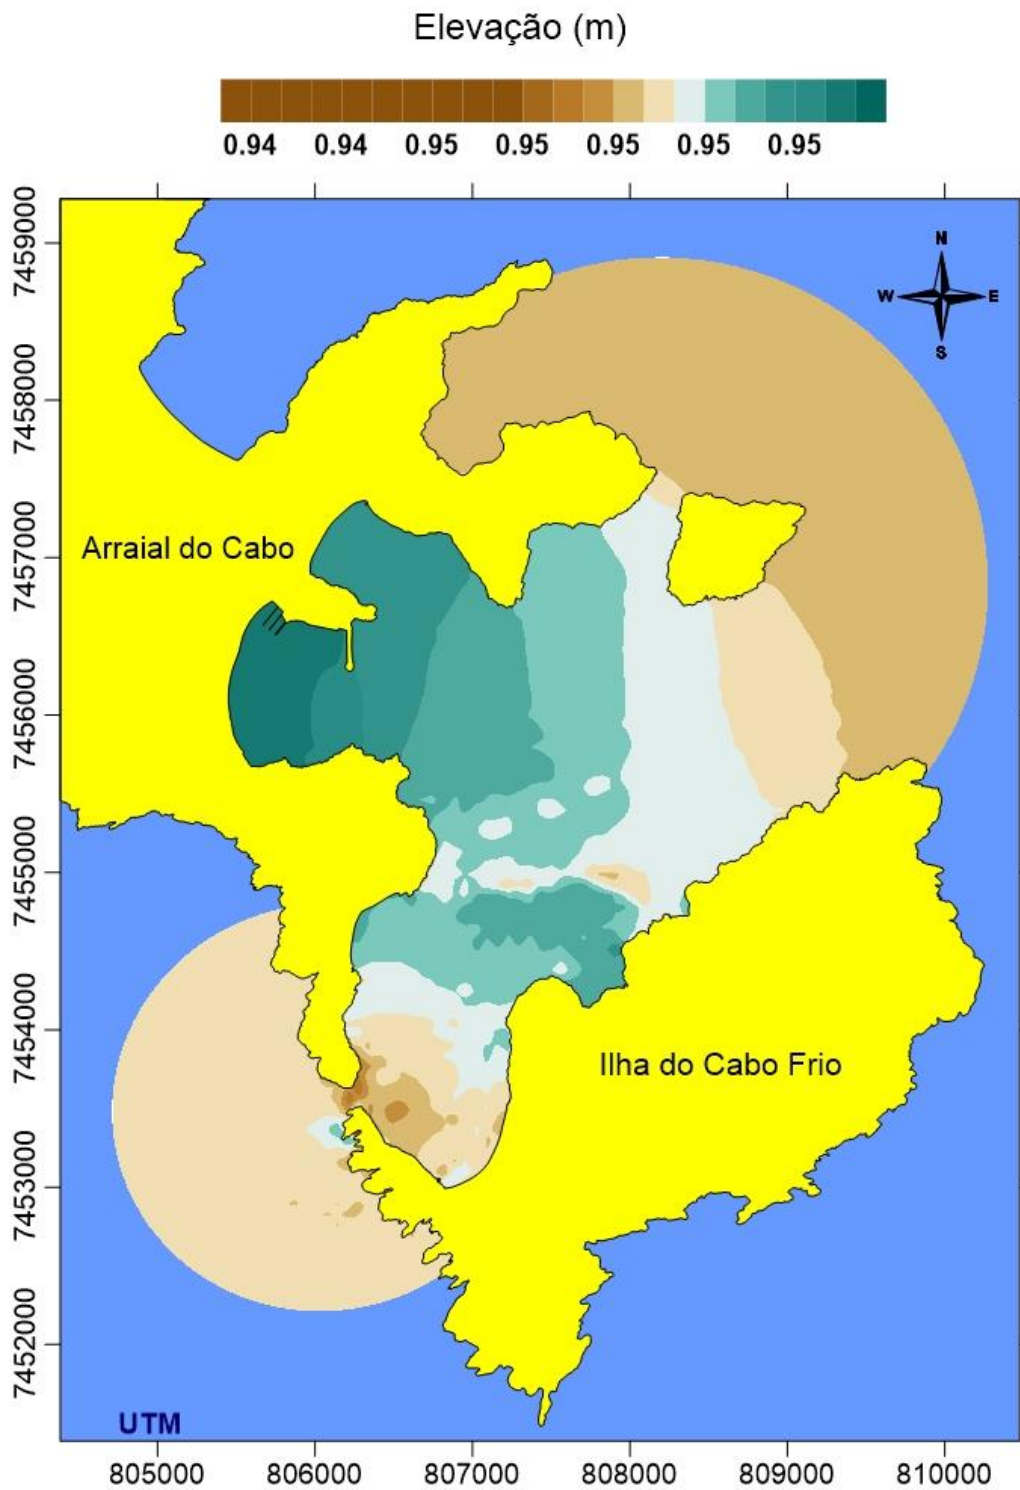 Elevação (m)
0.94 0.94 0.95 0.95 0.95 0.95 0.95
7459000
N
W E
S
7458000
Arraial do Cabo
7457000
7456000
7455000
7454000
Ilha do Cabo Frio
7453000
7452000
UTM
805000 806000 807000 808000 809000 810000